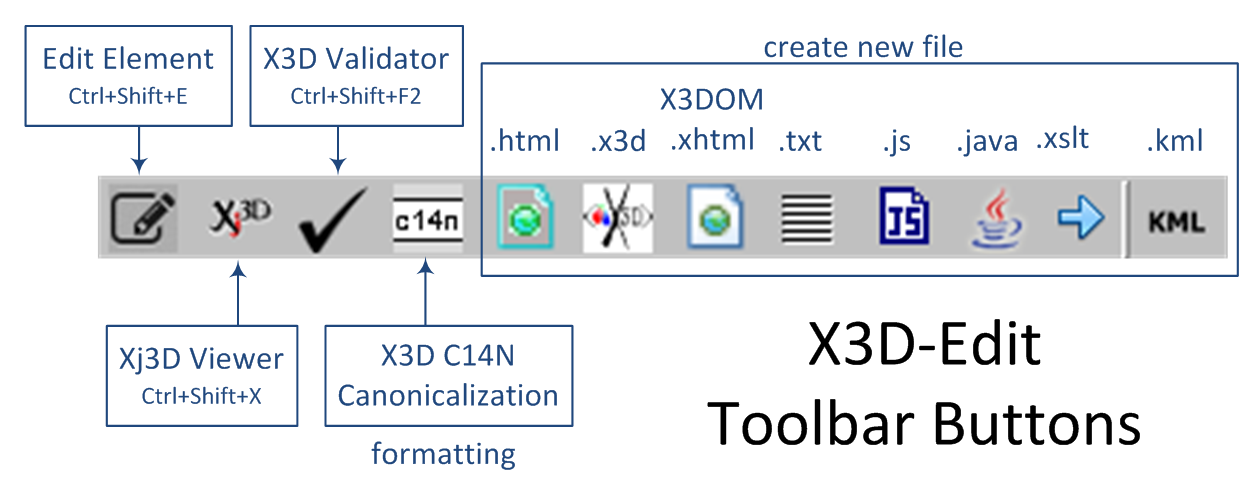 create new file
Edit Element
Ctrl+Shift+E
X3D Validator
Ctrl+Shift+F2
X3DOM
.html .x3d .xhtml .txt .js .java .xslt .kml
Xj3D c14n X3D JS KML
Xj3D Viewer
Ctrl+Shift+X
X3D C14N
Canonicalization
formatting
X3D-Edit
Toolbar Buttons